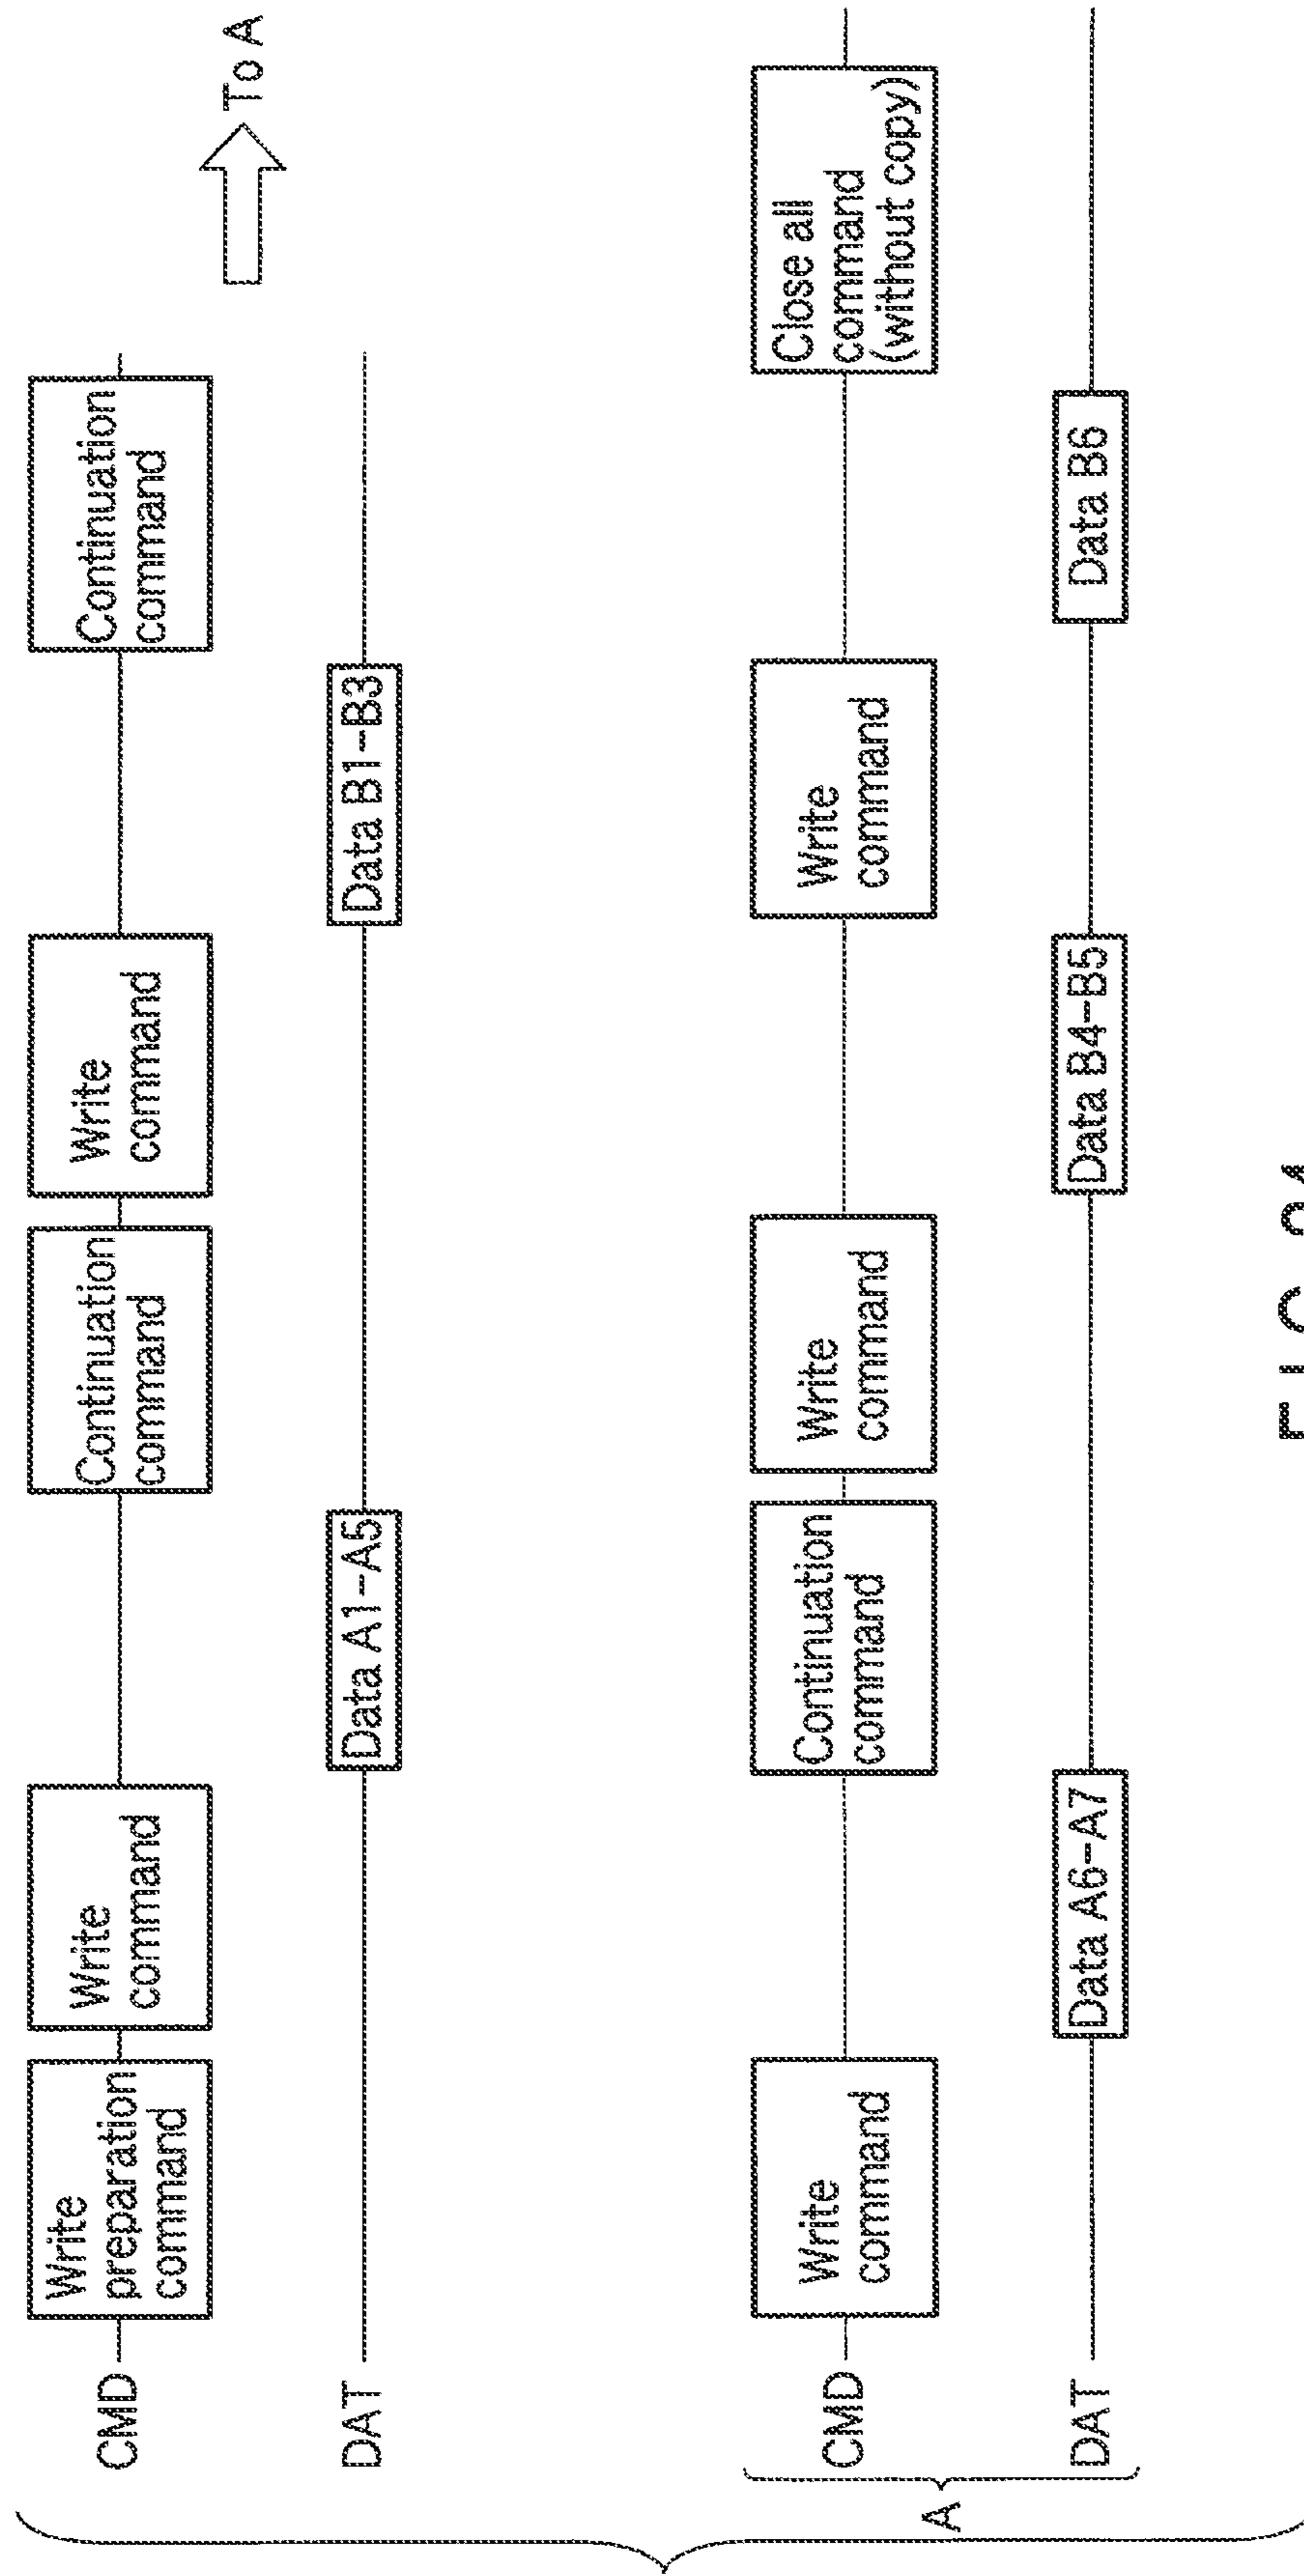 CMD
Write
preparation
command
Write
command
Continuation
command
Write
command
Continuation
command
To A
DAT
Data A1-A5
Data B1-B3
A
CMD
Write
command
Continuation
command
Write
command
Write
command
Close all
command
(without copy)
DAT
Data A6-A7
Data B4-B5
Data B6